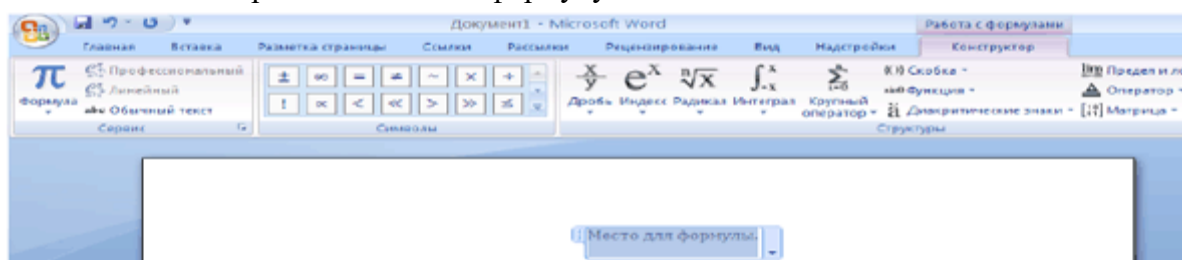 Документ1 - Microsoft Word
Работа с формулами
Главная Вставка Разметка страницы Ссылки Рассылки Рецензирование Вид Надстройки Конструктор
π Формула
Профессиональный
Линейный
abc Обычный текст
Сервис
± ∞ = ≠ ~ × ÷
! ∝ < ≪ > ≫ ≤
Символы
Дробь Индекс Радикал Интеграл Крупный оператор
Скобка
Функция
Диакритические знаки
Предел и ло
Оператор
Матрица
Структуры
Место для формулы.